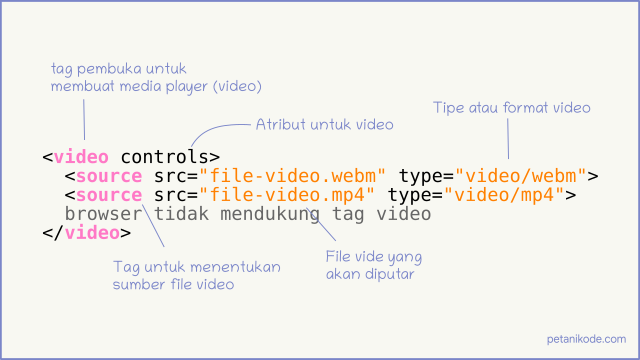 tag pembuka untuk
membuat media player (video)
Tipe atau format video
Atribut untuk video
<video controls>
<source src="file-video.webm" type="video/webm">
<source src="file-video.mp4" type="video/mp4">
browser tidak mendukung tag video
</video>
Tag untuk menentukan
sumber file video
File vide yang
akan diputar
petanikode.com